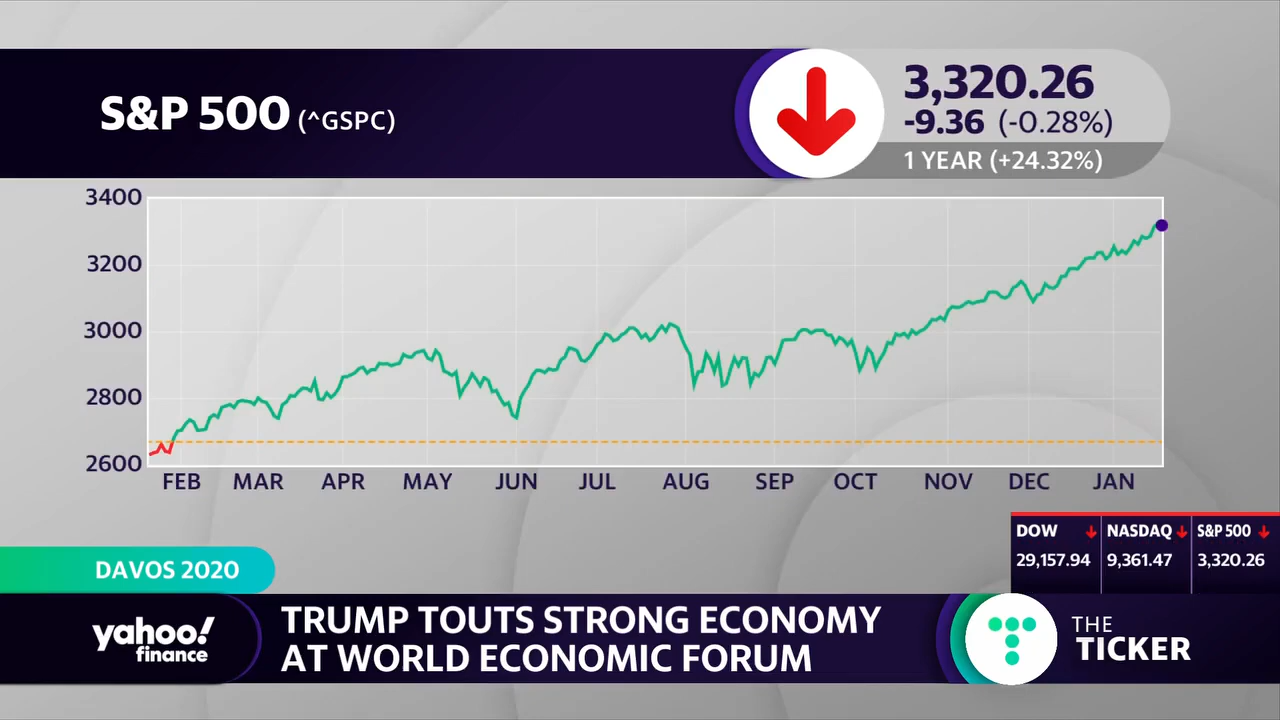 S&P 500 (^GSPC)
3,320.26
-9.36 (-0.28%)
1 YEAR (+24.32%)
3400
3200
3000
2800
2600
FEB MAR APR MAY JUN JUL AUG SEP OCT NOV DEC JAN
DOW NASDAQ S&P 500
29,157.94 9,361.47 3,320.26
DAVOS 2020
yahoo!
finance
TRUMP TOUTS STRONG ECONOMY
AT WORLD ECONOMIC FORUM
THE
TICKER